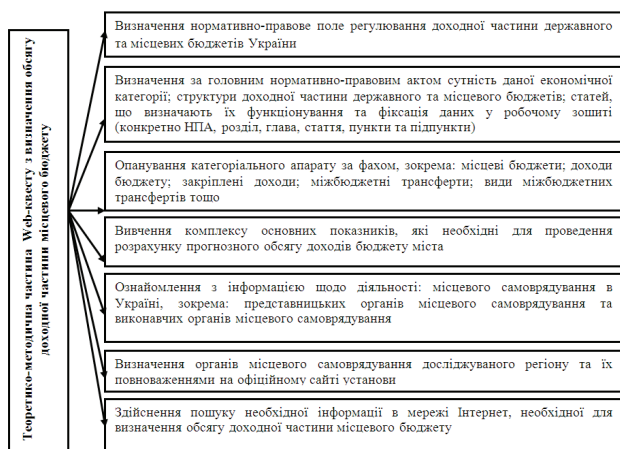 Теоретико-методична частина Web-квесту з визначення обсягу
доходної частини місцевого бюджету
Визначення нормативно-правове поле регулювання доходної частини державного
та місцевих бюджетів України
Визначення за головним нормативно-правовим актом сутність даної економічної
категорії; структури доходної частини державного та місцевого бюджетів; статей,
що визначають їх функціонування та фіксація даних у робочому зошиті
(конкретно НПА, розділ, глава, стаття, пункти та підпункти)
Опанування категоріального апарату за фахом, зокрема: місцеві бюджети; доходи
бюджету; закріплені доходи; міжбюджетні трансферти; види міжбюджетних
трансфертів тощо
Вивчення комплексу основних показників, які необхідні для проведення
розрахунку прогнозного обсягу доходів бюджету міста
Ознайомлення з інформацією щодо діяльності: місцевого самоврядування в
Україні, зокрема: представницьких органів місцевого самоврядування та
виконавчих органів місцевого самоврядування
Визначення органів місцевого самоврядування досліджуваного регіону та їх
повноваженнями на офіційному сайті установи
Здійснення пошуку необхідної інформації в мережі Інтернет, необхідної для
визначення обсягу доходної частини місцевого бюджету